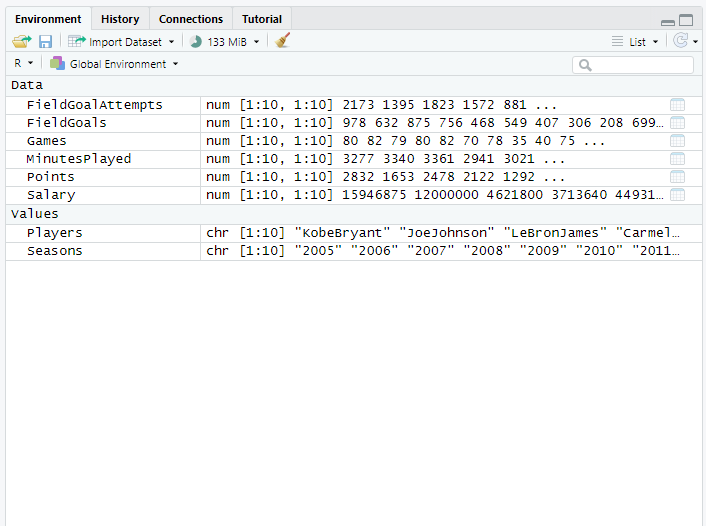 Environment History Connections Tutorial
Import Dataset 133 MiB List
R Global Environment
Data
FieldGoalAttempts num [1:10, 1:10] 2173 1395 1823 1572 881 ...
FieldGoals num [1:10, 1:10] 978 632 875 756 468 549 407 306 208 699…
Games num [1:10, 1:10] 80 82 79 80 82 70 78 35 40 75 ...
MinutesPlayed num [1:10, 1:10] 3277 3340 3361 2941 3021 ...
Points num [1:10, 1:10] 2832 1653 2478 2122 1292 ...
Salary num [1:10, 1:10] 15946875 12000000 4621800 3713640 44931…
Values
Players chr [1:10] "KobeBryant" "JoeJohnson" "LeBronJames" "Carmel…
Seasons chr [1:10] "2005" "2006" "2007" "2008" "2009" "2010" "2011…